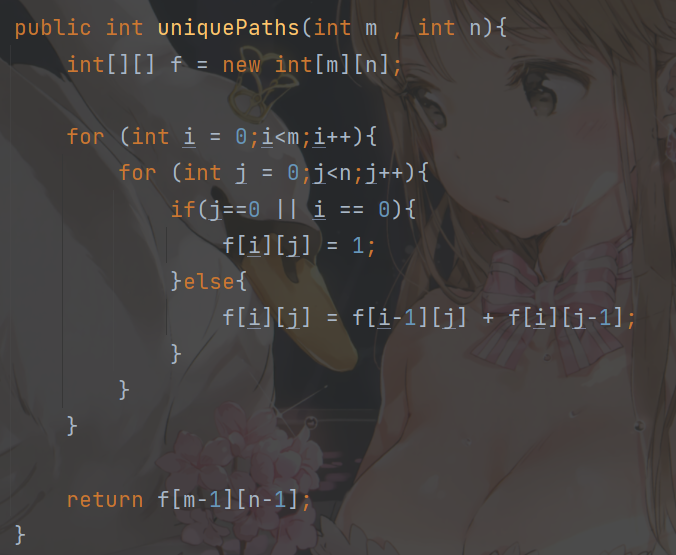 public int uniquePaths(int m , int n){
    int[][] f = new int[m][n];
    for (int i = 0;i<m;i++){
        for (int j = 0;j<n;j++){
            if(j==0 || i == 0){
                f[i][j] = 1;
            }else{
                f[i][j] = f[i-1][j] + f[i][j-1];
            }
        }
    }
    return f[m-1][n-1];
}